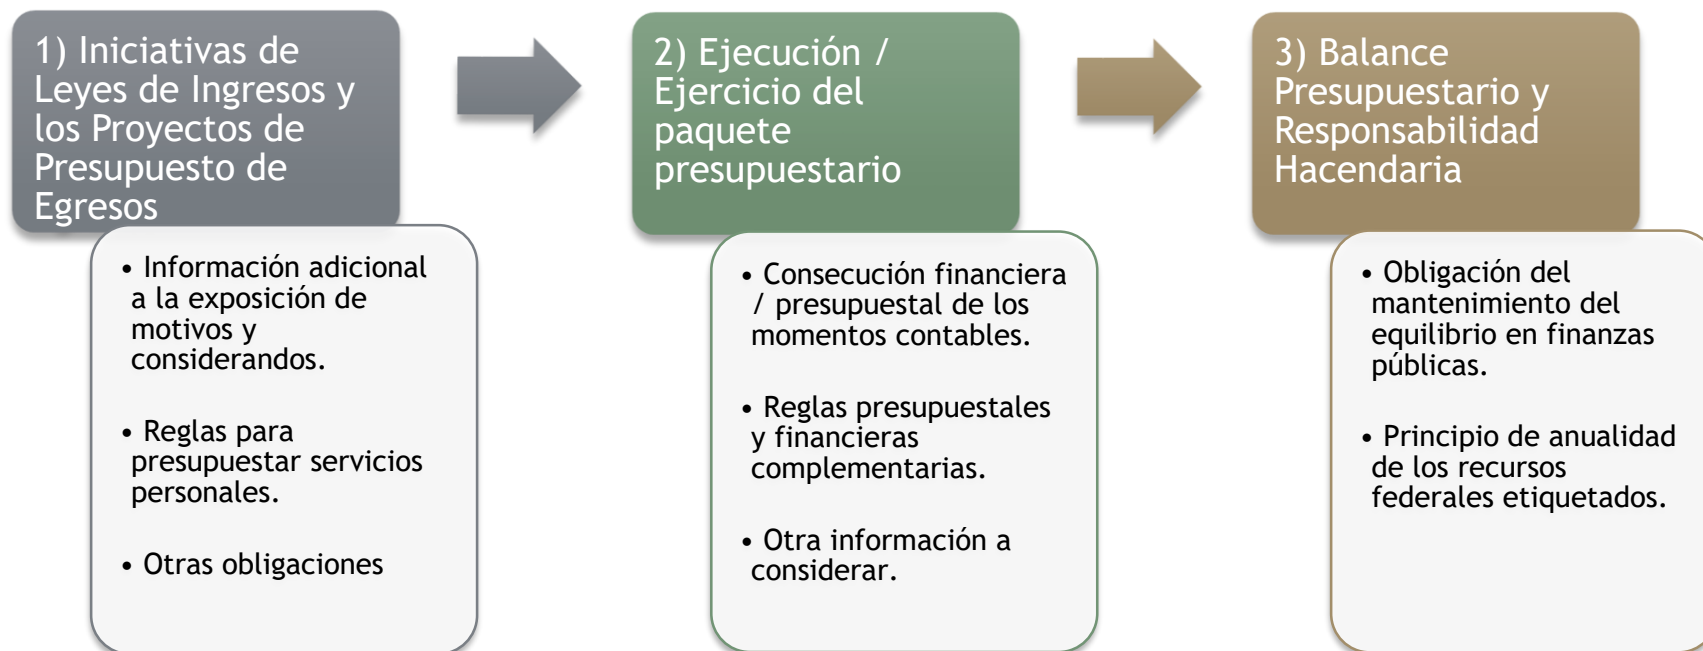 1) Iniciativas de
Leyes de Ingresos y
los Proyectos de
Presupuesto de
Egresos
• Información adicional
a la exposición de
motivos y
considerandos.
• Reglas para
presupuestar servicios
personales.
• Otras obligaciones
2) Ejecución /
Ejercicio del
paquete
presupuestario
• Consecución financiera
/ presupuestal de los
momentos contables.
• Reglas presupuestales
y financieras
complementarias.
• Otra información a
considerar.
3) Balance
Presupuestario y
Responsabilidad
Hacendaria
• Obligación del
mantenimiento del
equilibrio en finanzas
públicas.
• Principio de anualidad
de los recursos
federales etiquetados.